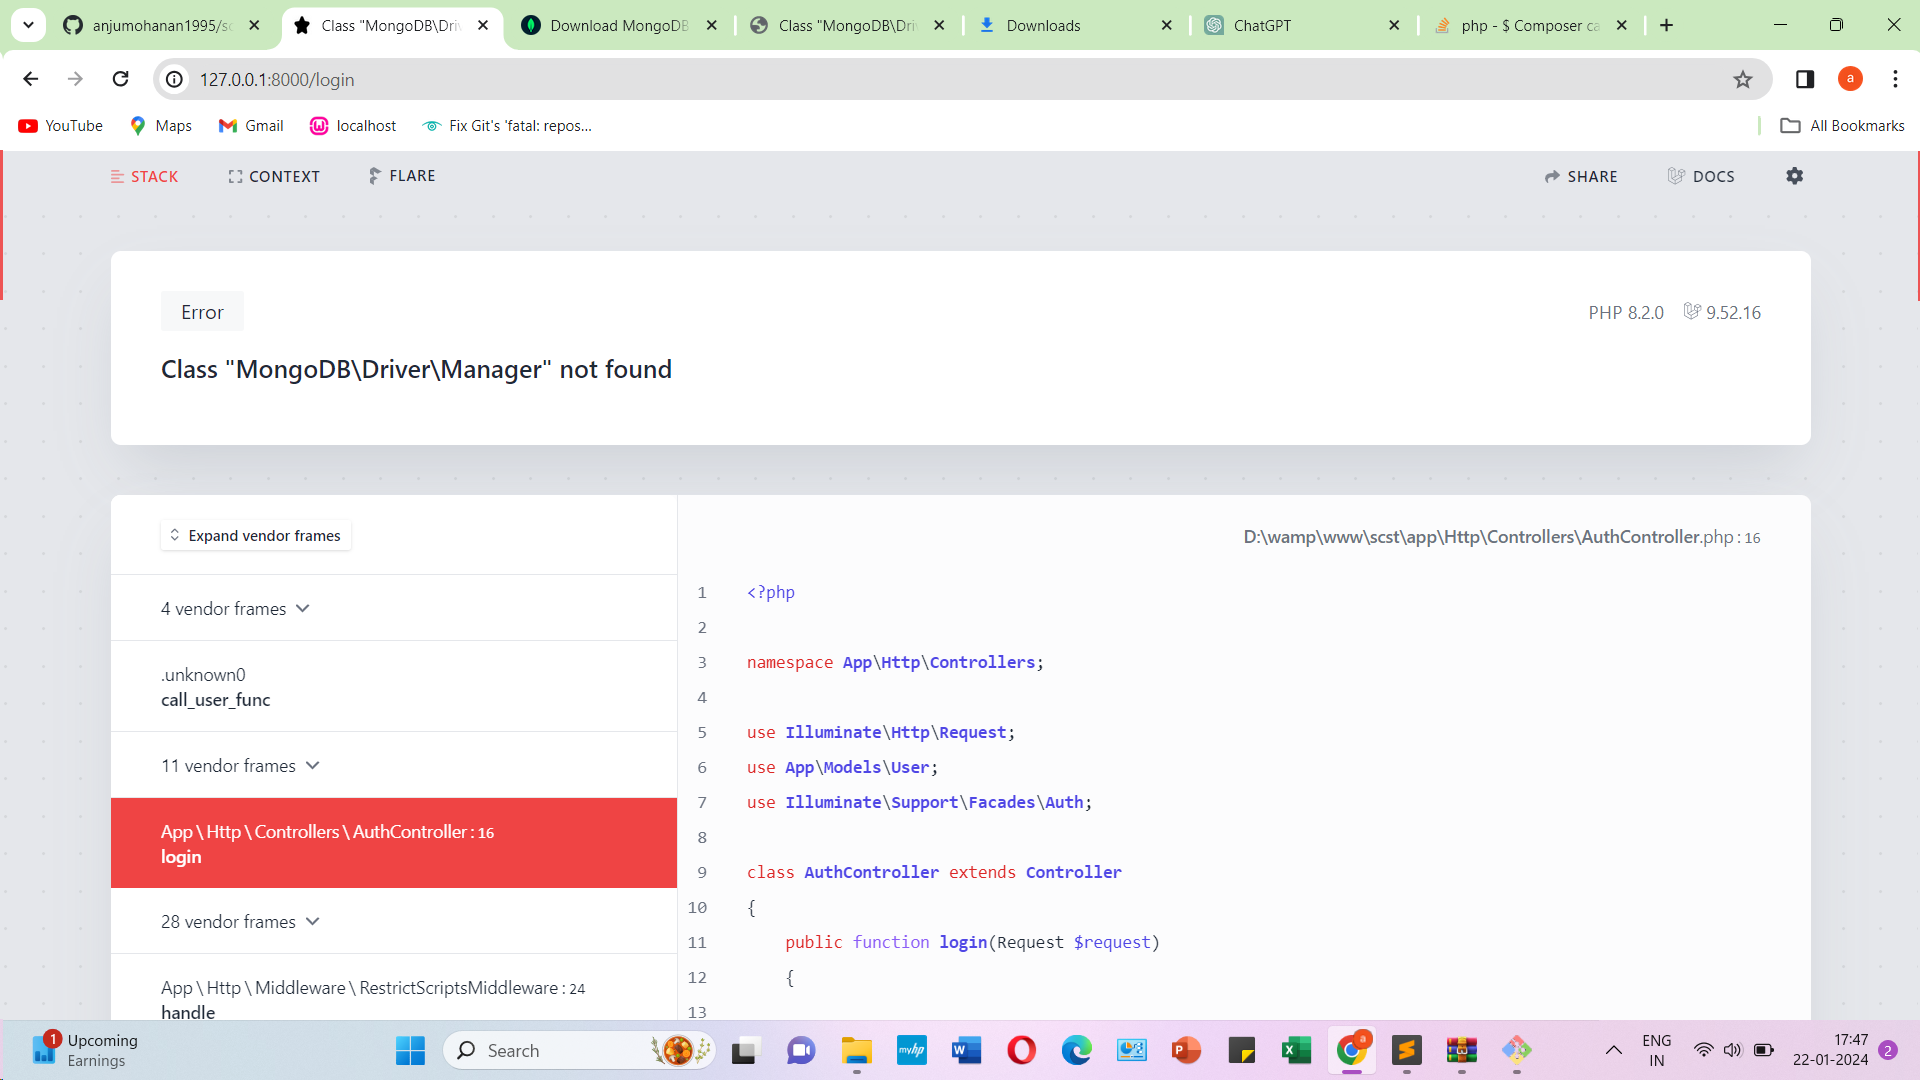 anjumohanan1995/sc
Class "MongoDB\Driv
Download MongoDB
Class "MongoDB\Dri
Downloads
ChatGPT
php - $ Composer ca
127.0.0.1:8000/login
a
YouTube
Maps
Gmail
localhost
Fix Git's 'fatal: repos...
All Bookmarks
STACK
CONTEXT
FLARE
SHARE
DOCS
Error
PHP 8.2.0
9.52.16
Class "MongoDB\Driver\Manager" not found
Expand vendor frames
D:\wamp\www\scst\app\Http\Controllers\AuthController.php : 16
4 vendor frames
.unknown0
call_user_func
11 vendor frames
App \ Http \ Controllers \ AuthController : 16
login
28 vendor frames
App \ Http \ Middleware \ RestrictScriptsMiddleware : 24
handle
1 <?php
2
3 namespace App\Http\Controllers;
4
5 use Illuminate\Http\Request;
6 use App\Models\User;
7 use Illuminate\Support\Facades\Auth;
8
9 class AuthController extends Controller
10 {
11 public function login(Request $request)
12 {
13
1
Upcoming
Earnings
Search
myhp
a
ENG
IN
17:47
22-01-2024
2